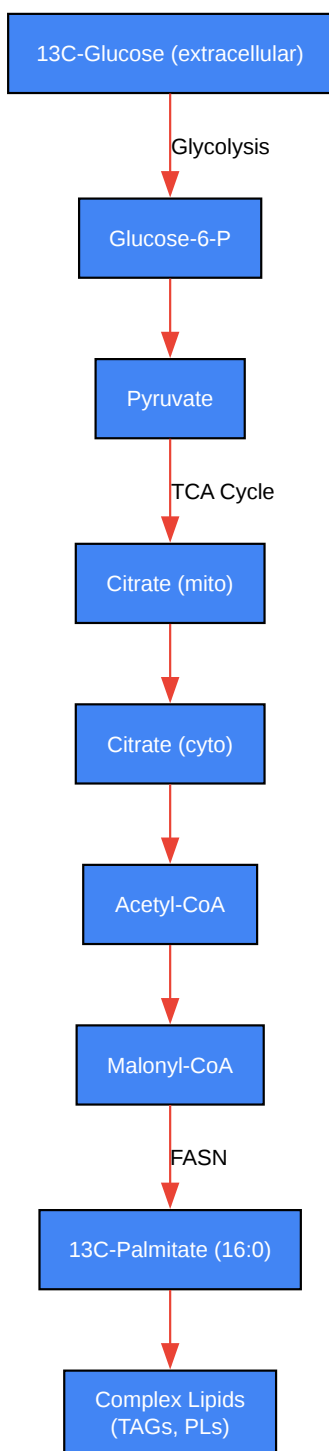 13C-Glucose (extracellular)
Glycolysis
Glucose-6-P
Pyruvate
TCA Cycle
Citrate (mito)
Citrate (cyto)
Acetyl-CoA
Malonyl-CoA
FASN
13C-Palmitate (16:0)
Complex Lipids
(TAGs, PLs)